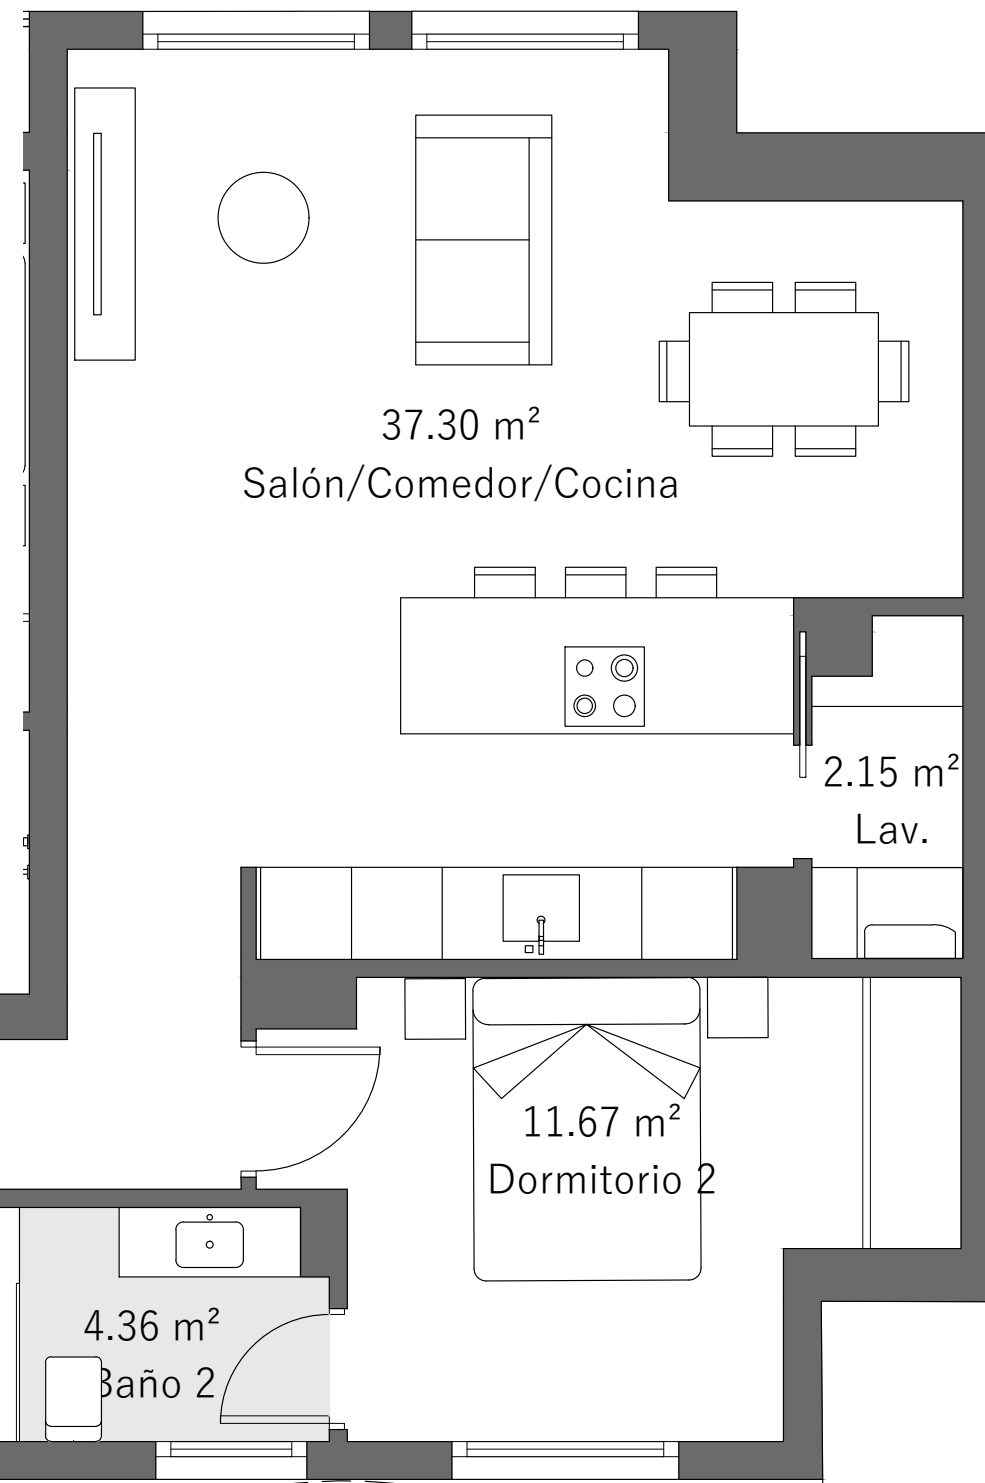 37.30 m²
Salón/Comedor/Cocina
2.15 m²
Lav.
11.67 m²
Dormitorio 2
4.36 m²
Baño 2